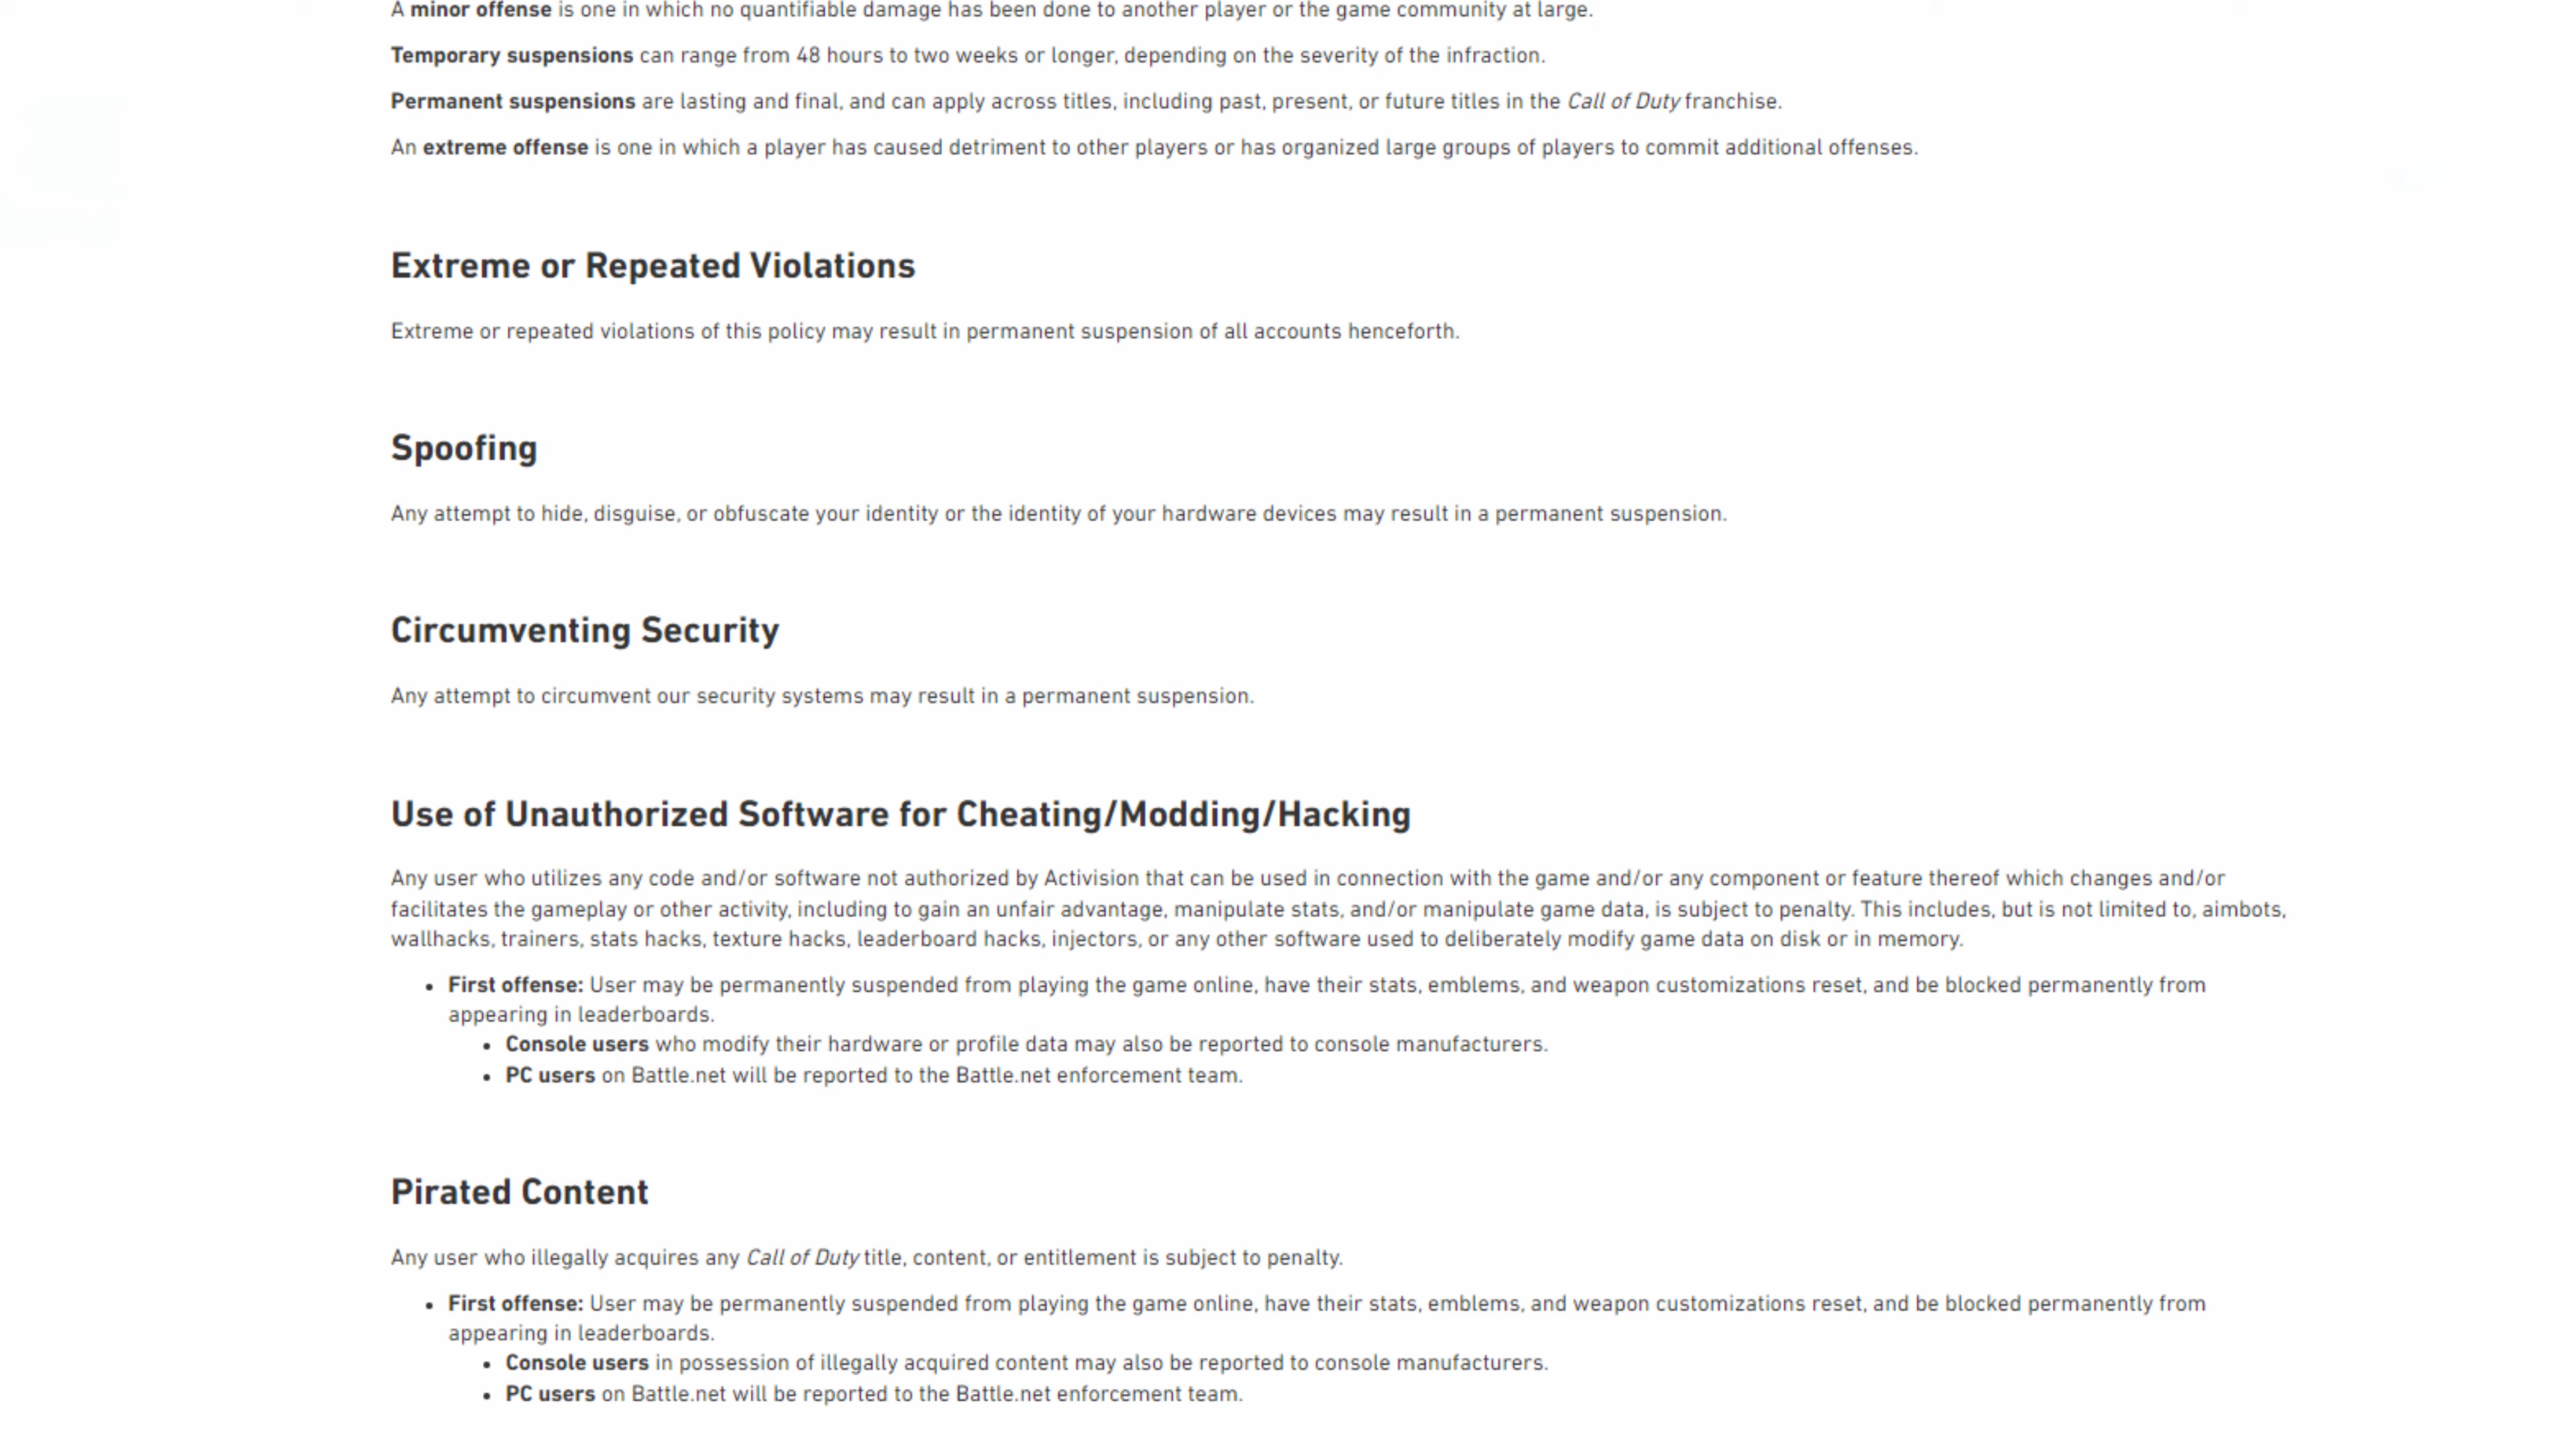 A minor offense is one in which no quantifiable damage has been done to another player or the game community at large.
Temporary suspensions can range from 48 hours to two weeks or longer, depending on the severity of the infraction.
Permanent suspensions are lasting and final, and can apply across titles, including past, present, or future titles in the Call of Duty franchise.
An extreme offense is one in which a player has caused detriment to other players or has organized large groups of players to commit additional offenses.
Extreme or Repeated Violations
Extreme or repeated violations of this policy may result in permanent suspension of all accounts henceforth.
Spoofing
Any attempt to hide, disguise, or obfuscate your identity or the identity of your hardware devices may result in a permanent suspension.
Circumventing Security
Any attempt to circumvent our security systems may result in a permanent suspension.
Use of Unauthorized Software for Cheating/Modding/Hacking
Any user who utilizes any code and/or software not authorized by Activision that can be used in connection with the game and/or any component or feature thereof which changes and/or
facilitates the gameplay or other activity, including to gain an unfair advantage, manipulate stats, and/or manipulate game data, is subject to penalty. This includes, but is not limited to, aimbots,
wallhacks, trainers, stats hacks, texture hacks, leaderboard hacks, injectors, or any other software used to deliberately modify game data on disk or in memory.
• First offense: User may be permanently suspended from playing the game online, have their stats, emblems, and weapon customizations reset, and be blocked permanently from
appearing in leaderboards.
• Console users who modify their hardware or profile data may also be reported to console manufacturers.
• PC users on Battle.net will be reported to the Battle.net enforcement team.
Pirated Content
Any user who illegally acquires any Call of Duty title, content, or entitlement is subject to penalty.
• First offense: User may be permanently suspended from playing the game online, have their stats, emblems, and weapon customizations reset, and be blocked permanently from
appearing in leaderboards.
• Console users in possession of illegally acquired content may also be reported to console manufacturers.
• PC users on Battle.net will be reported to the Battle.net enforcement team.